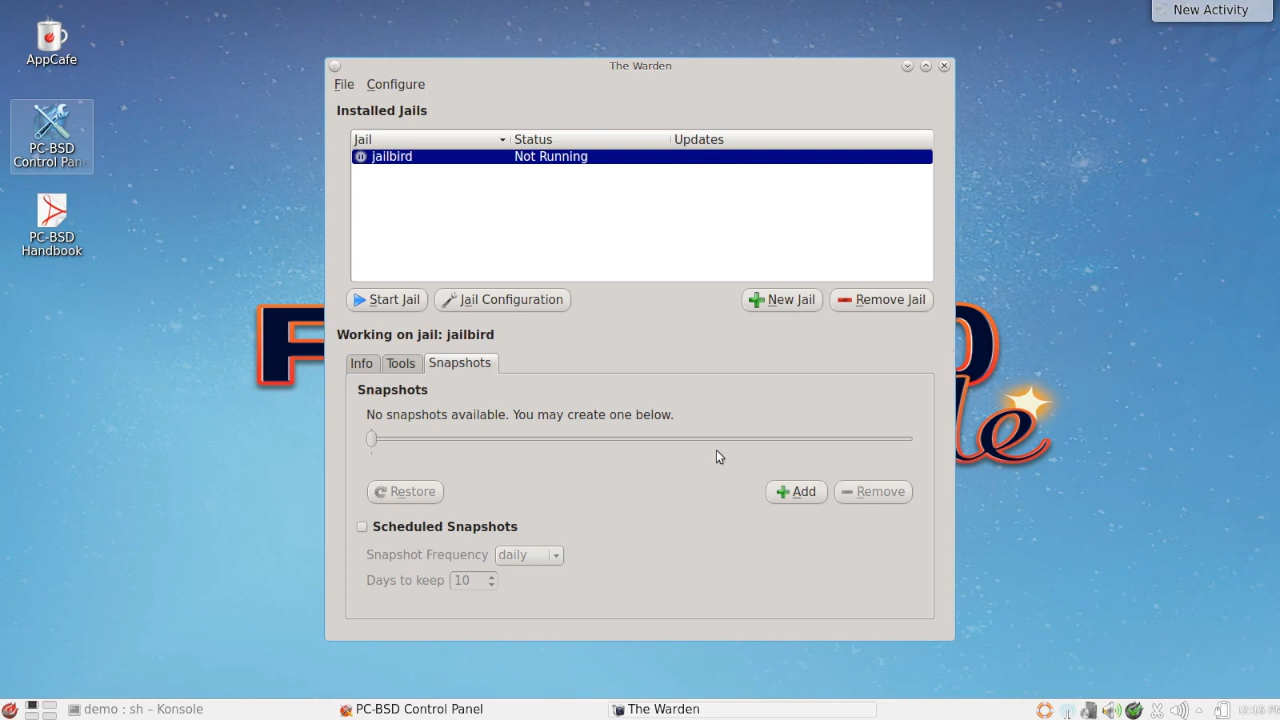 New Activity
AppCafe
PC-BSD
Control Pane
PC-BSD
Handbook
The Warden
File Configure
Installed Jails
Jail Status Updates
jailbird Not Running
Start Jail Jail Configuration New Jail Remove Jail
Working on jail: jailbird
Info Tools Snapshots
Snapshots
No snapshots available. You may create one below.
Restore Add Remove
Scheduled Snapshots
Snapshot Frequency daily
Days to keep 10
demo : sh – Konsole PC-BSD Control Panel The Warden